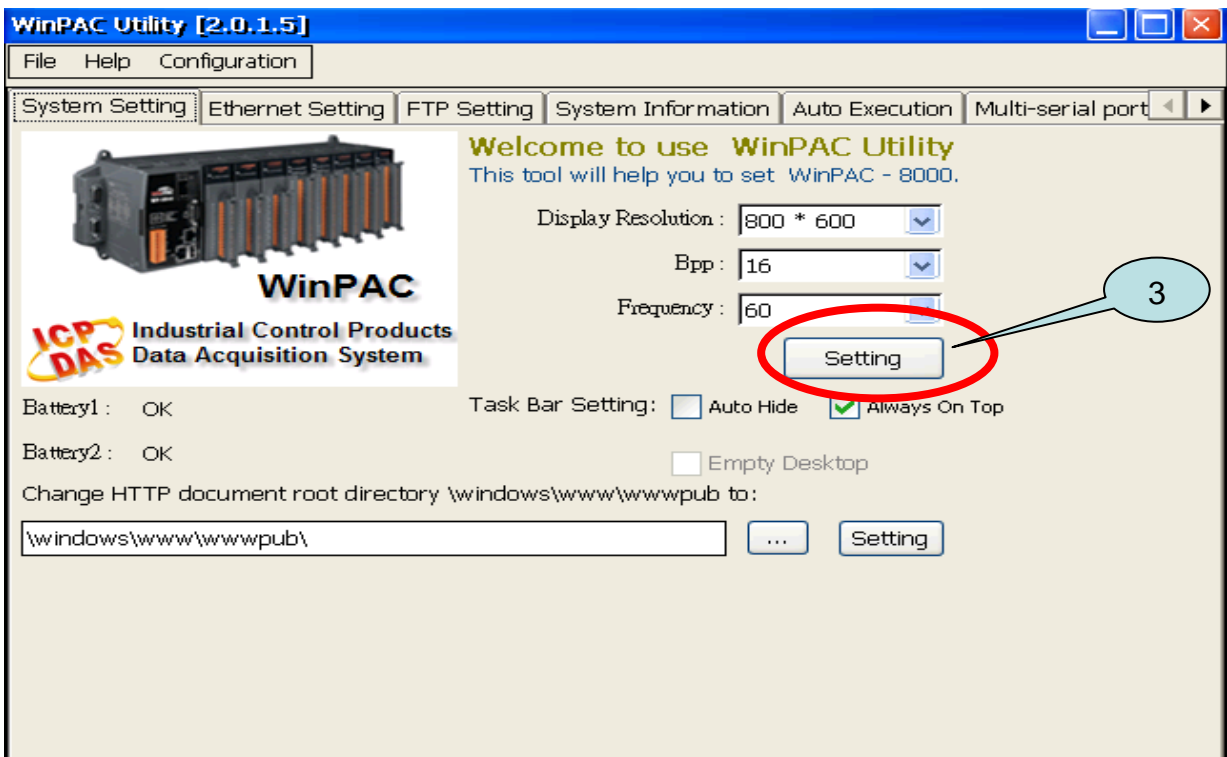 WinPAC Utility [2.0.1.5]
File Help Configuration
System Setting Ethernet Setting FTP Setting System Information Auto Execution Multi-serial port
Welcome to use WinPAC Utility
This tool will help you to set WinPAC - 8000.
Display Resolution : 800 * 600
Bpp : 16
Frequency : 60
3
Setting
WinPAC
ICP DAS
Industrial Control Products
Data Acquisition System
Battery1 : OK
Task Bar Setting: Auto Hide Always On Top
Battery2 : OK
Empty Desktop
Change HTTP document root directory \windows\www\wwwpub to:
\windows\www\wwwpub\ ... Setting